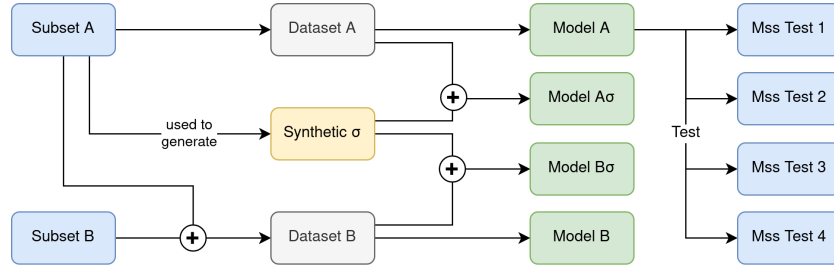 Subset A
Dataset A
Model A
Mss Test 1
Model Aσ
Mss Test 2
used to
generate
Synthetic σ
Test
Model Bσ
Mss Test 3
Subset B
Dataset B
Model B
Mss Test 4